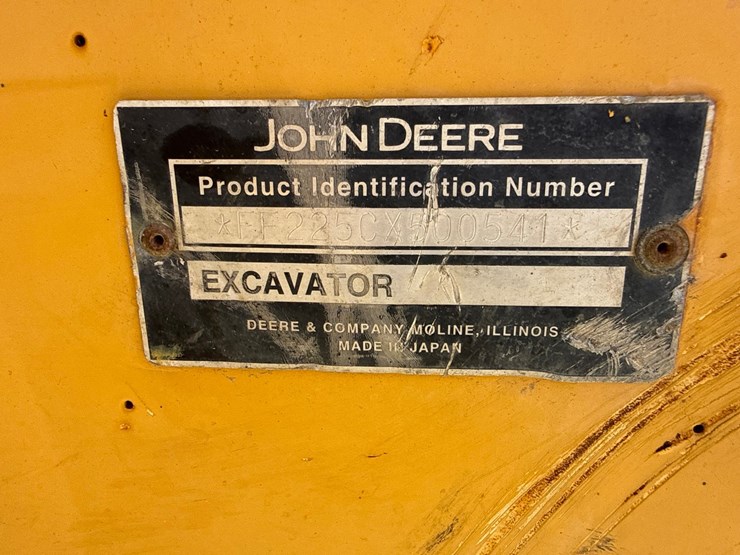 JOHN DEERE
Product Identification Number
*FF225CX500541*
EXCAVATOR
DEERE & COMPANY MOLINE, ILLINOIS
MADE IN JAPAN